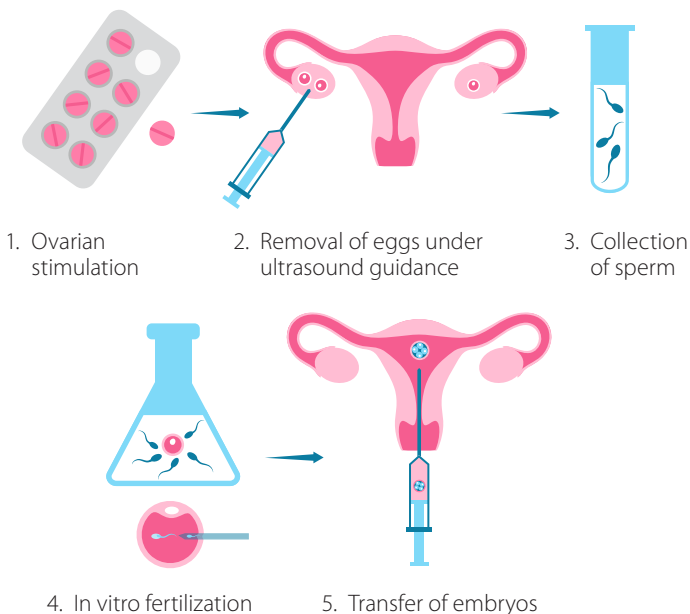 1. Ovarian
stimulation
2. Removal of eggs under
ultrasound guidance
3. Collection
of sperm
4. In vitro fertilization
5. Transfer of embryos